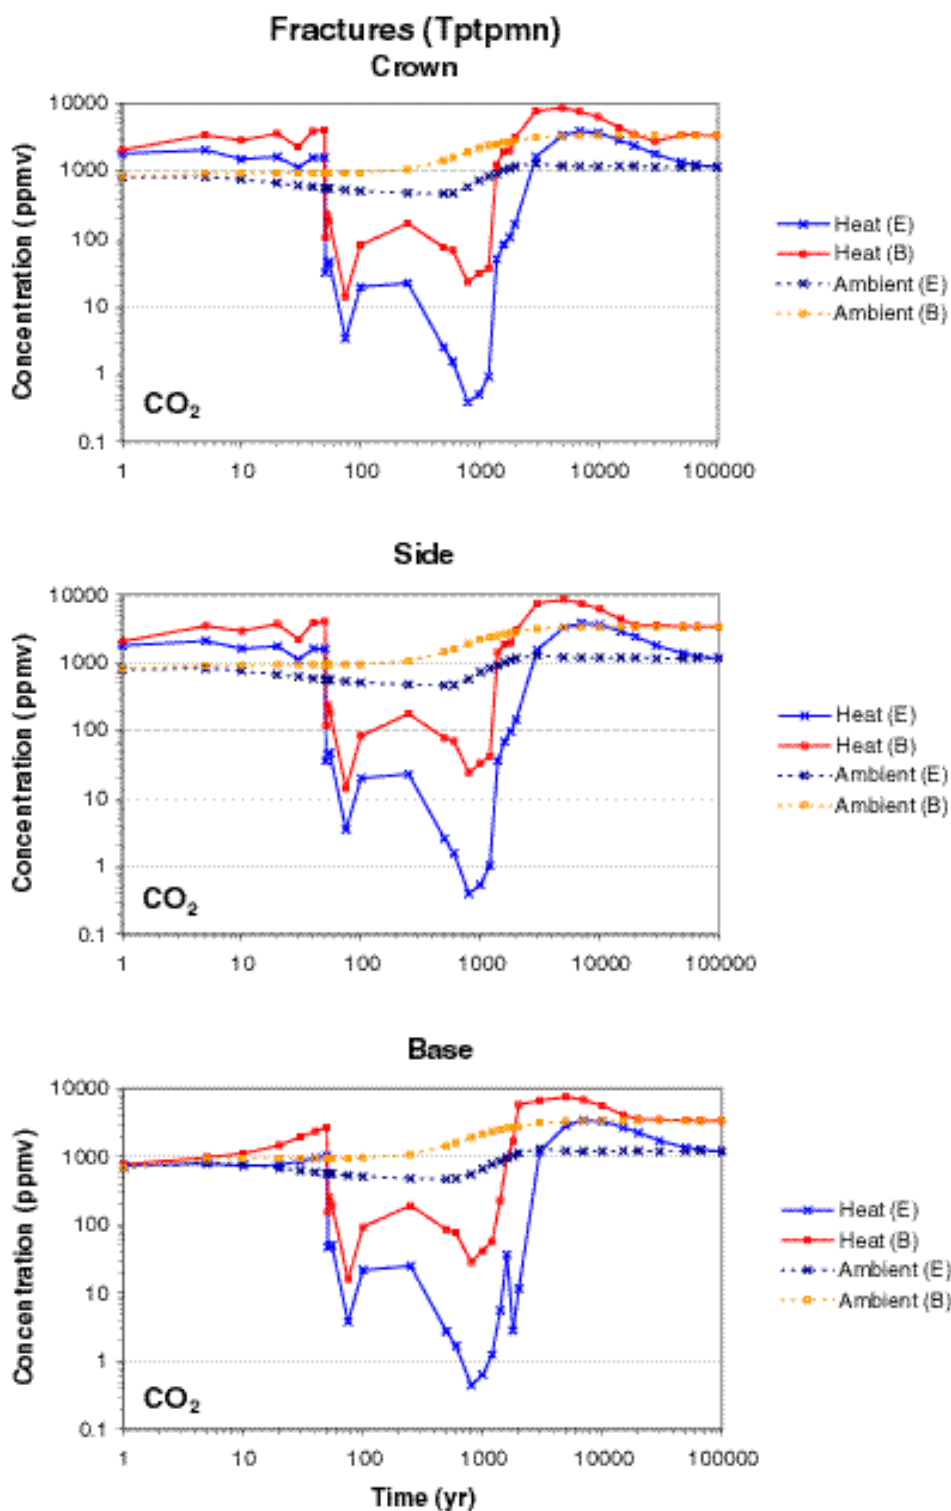 Fractures (Tptpmn)
Crown
Concentration (ppmv)
10000
1000
100
10
1
0.1
CO₂
1 10 100 1000 10000 100000
Heat (E)
Heat (B)
Ambient (E)
Ambient (B)
Side
Concentration (ppmv)
10000
1000
100
10
1
0.1
CO₂
1 10 100 1000 10000 100000
Heat (E)
Heat (B)
Ambient (E)
Ambient (B)
Base
Concentration (ppmv)
10000
1000
100
10
1
0.1
CO₂
1 10 100 1000 10000 100000
Time (yr)
Heat (E)
Heat (B)
Ambient (E)
Ambient (B)